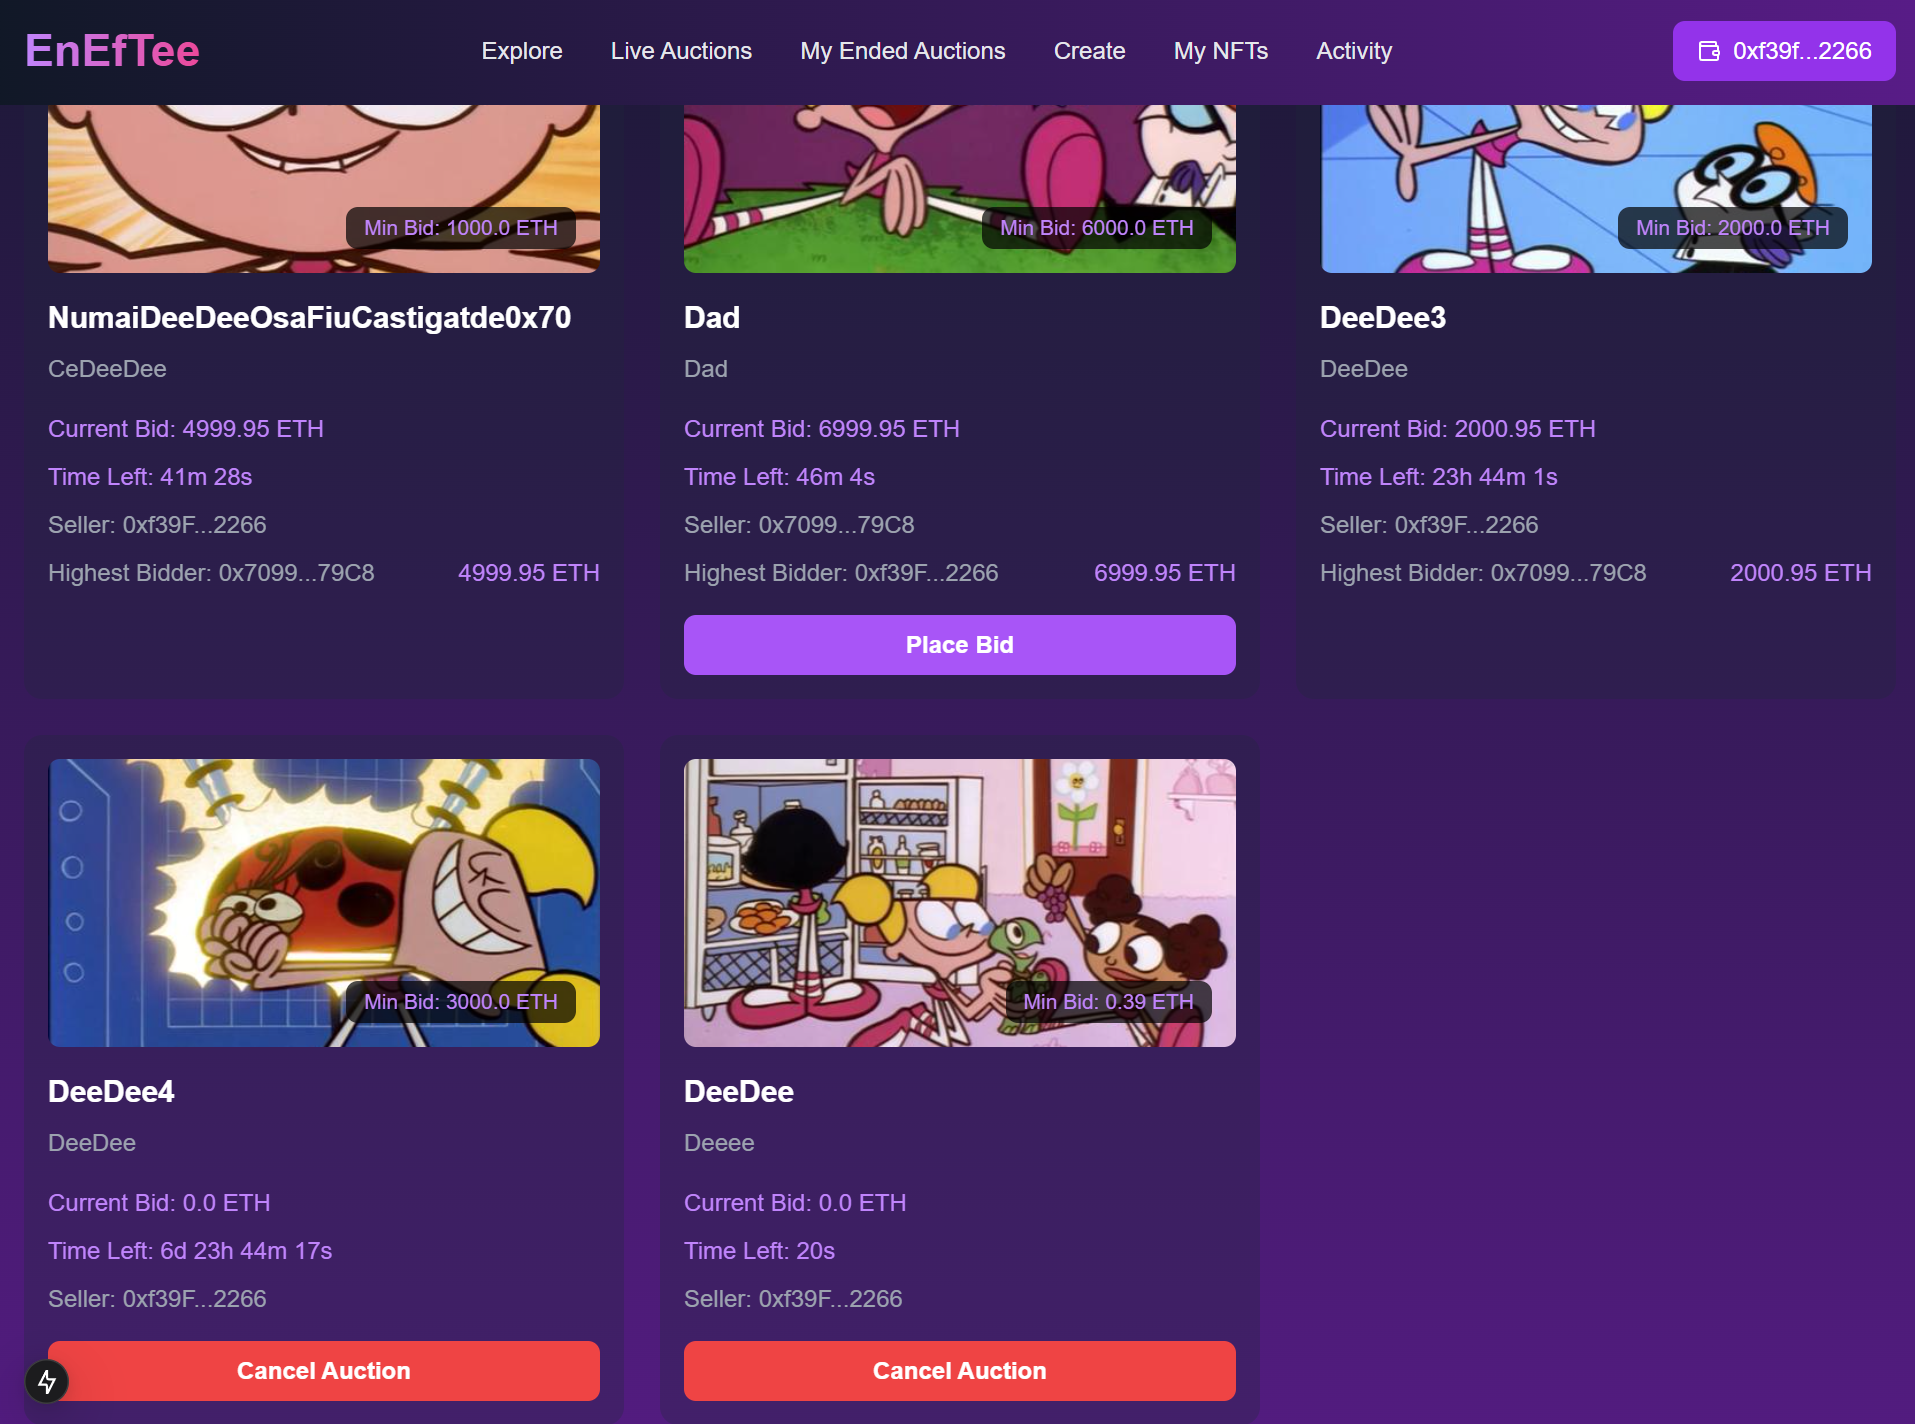 EnEfTee
Explore
Live Auctions
My Ended Auctions
Create
My NFTs
Activity
0xf39f...2266
Min Bid: 1000.0 ETH
NumaiDeeDeeOsaFiuCastigatde0x70
CeDeeDee
Current Bid: 4999.95 ETH
Time Left: 41m 28s
Seller: 0xf39F...2266
Highest Bidder: 0x7099...79C8
4999.95 ETH
Min Bid: 6000.0 ETH
Dad
Dad
Current Bid: 6999.95 ETH
Time Left: 46m 4s
Seller: 0x7099...79C8
Highest Bidder: 0xf39F...2266
6999.95 ETH
Place Bid
Min Bid: 2000.0 ETH
DeeDee3
DeeDee
Current Bid: 2000.95 ETH
Time Left: 23h 44m 1s
Seller: 0xf39F...2266
Highest Bidder: 0x7099...79C8
2000.95 ETH
Min Bid: 3000.0 ETH
DeeDee4
DeeDee
Current Bid: 0.0 ETH
Time Left: 6d 23h 44m 17s
Seller: 0xf39F...2266
Cancel Auction
Min Bid: 0.39 ETH
DeeDee
Deeee
Current Bid: 0.0 ETH
Time Left: 20s
Seller: 0xf39F...2266
Cancel Auction